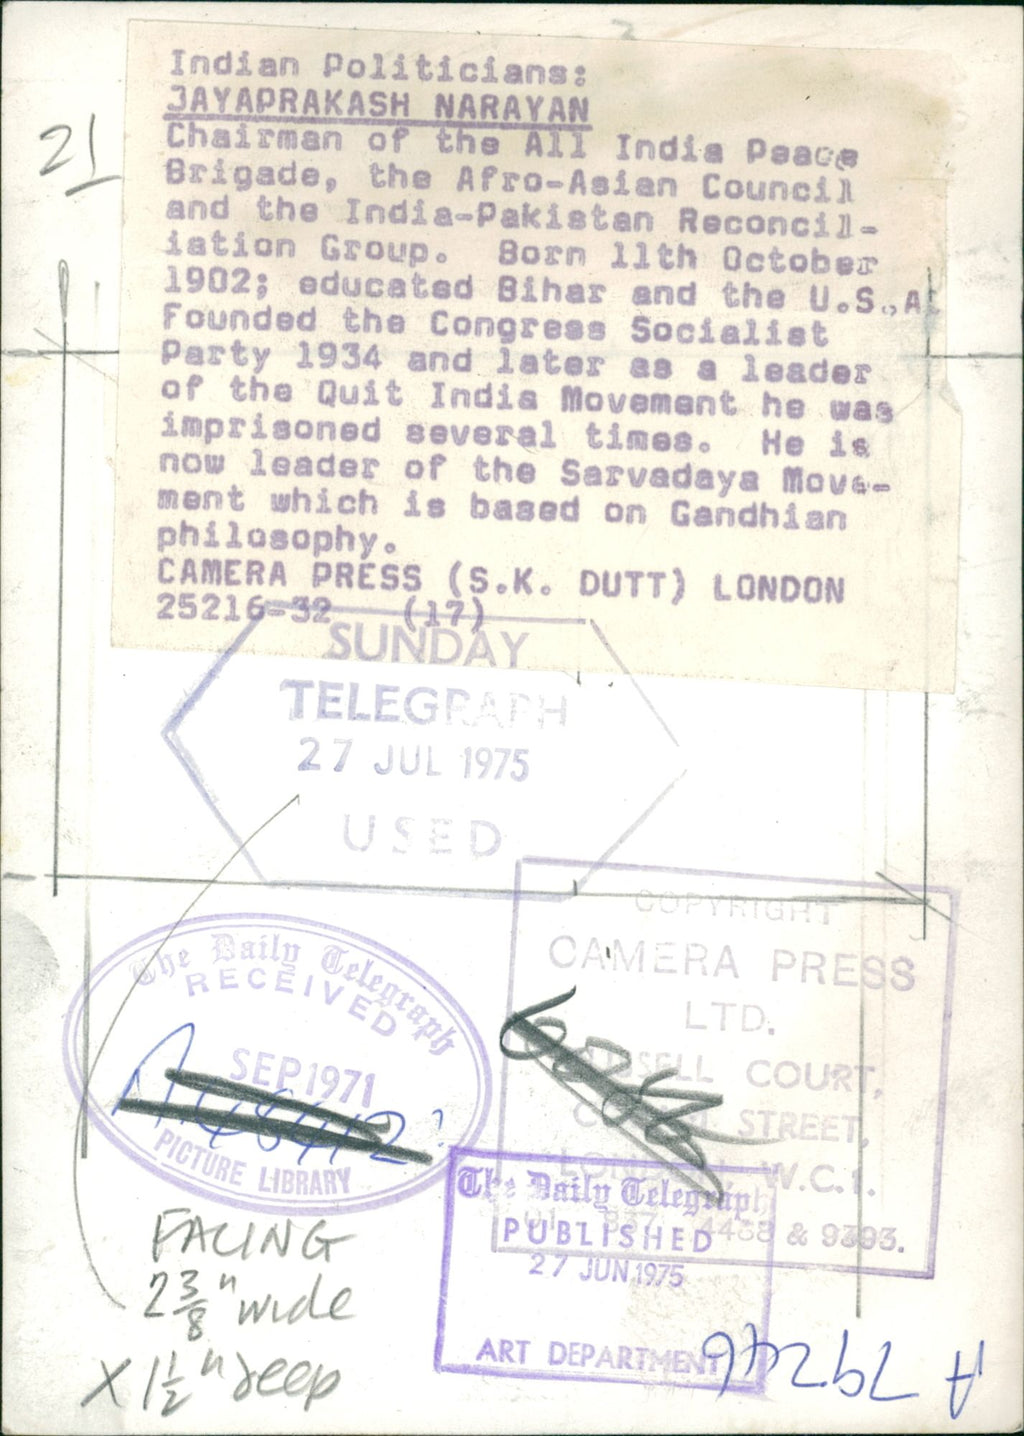 Indian Politicians:
JAYAPRAKASH NARAYAN
Chairman of the All India Peace
Brigade, the Afro-Asian Council
and the India-Pakistan Reconcil-
iation Group.  Born 11th October
1902; educated Bihar and the U.S.,A.
Founded the Congress Socialist
Party 1934 and later as a leader
of the Quit India Movement he was
imprisoned several times.  He is
now leader of the Sarvadaya Move-
ment which is based on Gandhian
philosophy.
CAMERA PRESS (S.K. DUTT) LONDON
25216-32   (17)
21
SUNDAY
TELEGRAPH
27 JUL 1975
USED
COPYRIGHT
CAMERA PRESS
LTD.
RUSSELL COURT,
STREET,
LONDON, W.C.1.
4438 & 9393.
The Daily Telegraph
RECEIVED
SEP 1971
PICTURE LIBRARY
The Daily Telegraph
PUBLISHED
27 JUN 1975
ART DEPARTMENT
FACING
2 3/8" wide
X 1 1/2" deep